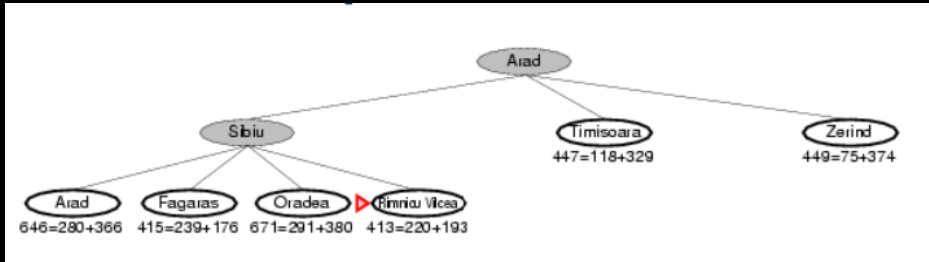 Arad
Sibiu
Timisoara
Zerind
447=118+329
449=75+374
Arad
Fagaras
Oradea
Rimnicu Vilcea
646=280+366
415=239+176
671=291+380
413=220+193